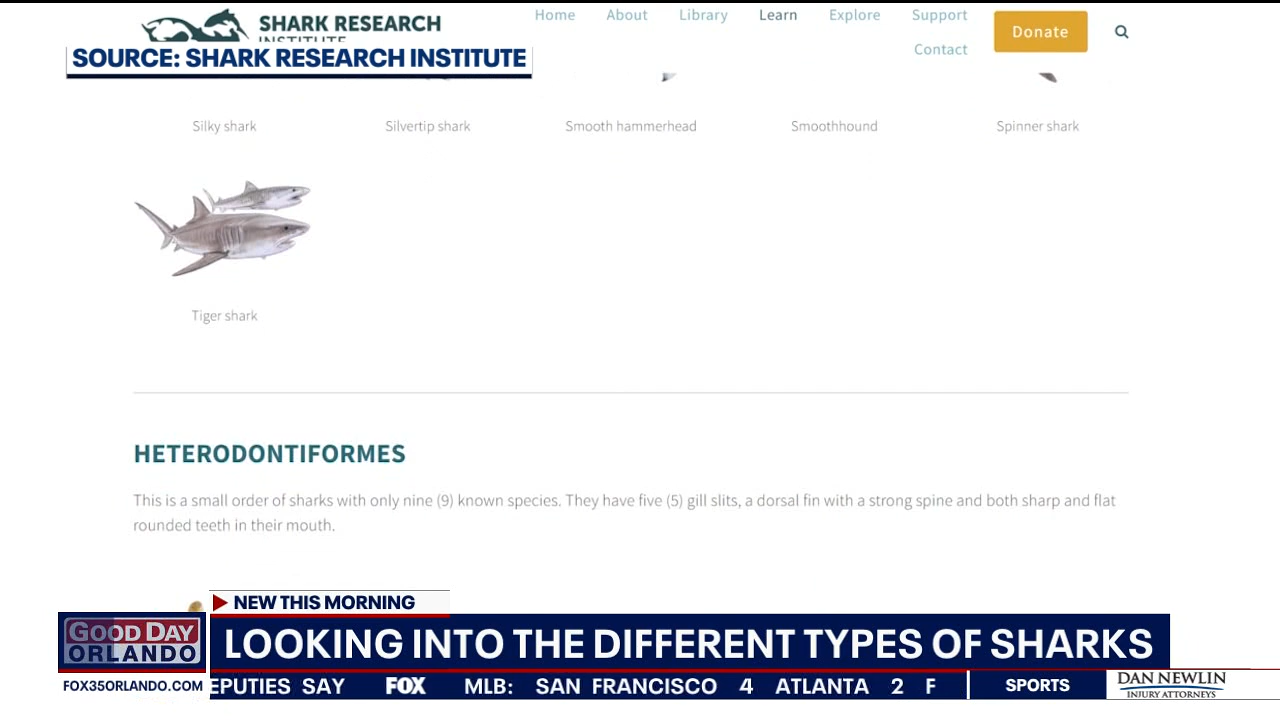 SHARK RESEARCH
INSTITUTE
Home About Library Learn Explore Support
Contact
Donate
SOURCE: SHARK RESEARCH INSTITUTE
Silky shark Silvertip shark Smooth hammerhead Smoothhound Spinner shark
Tiger shark
HETERODONTIFORMES
This is a small order of sharks with only nine (9) known species. They have five (5) gill slits, a dorsal fin with a strong spine and both sharp and flat
rounded teeth in their mouth.
NEW THIS MORNING
GOOD DAY
ORLANDO
LOOKING INTO THE DIFFERENT TYPES OF SHARKS
FOX35ORLANDO.COM
EPUTIES SAY FOX MLB: SAN FRANCISCO 4 ATLANTA 2 F
SPORTS
DAN NEWLIN
INJURY ATTORNEYS